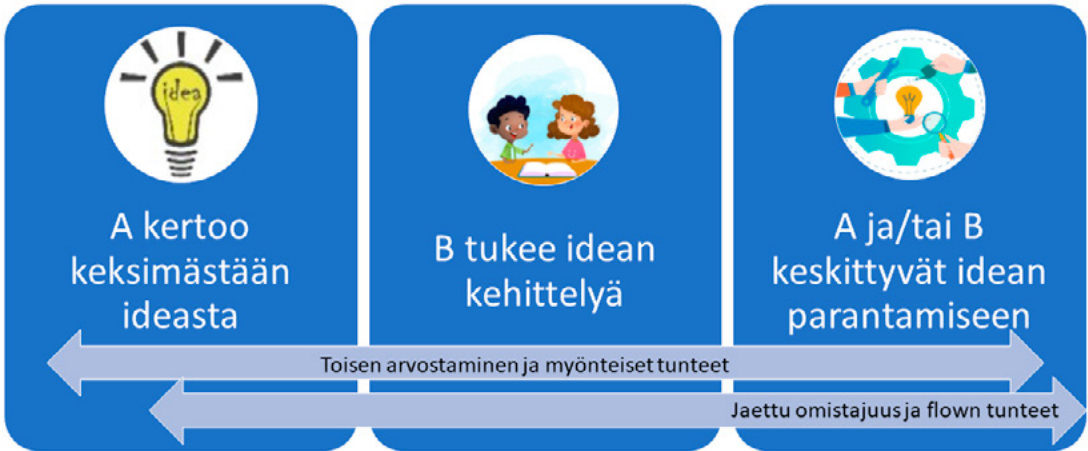 idea
A kertoo
keksimästään
ideasta
B tukee idean
kehittelyä
A ja/tai B
keskittyvät idean
parantamiseen
Toisen arvostaminen ja myönteiset tunteet
Jaettu omistajuus ja flown tunteet